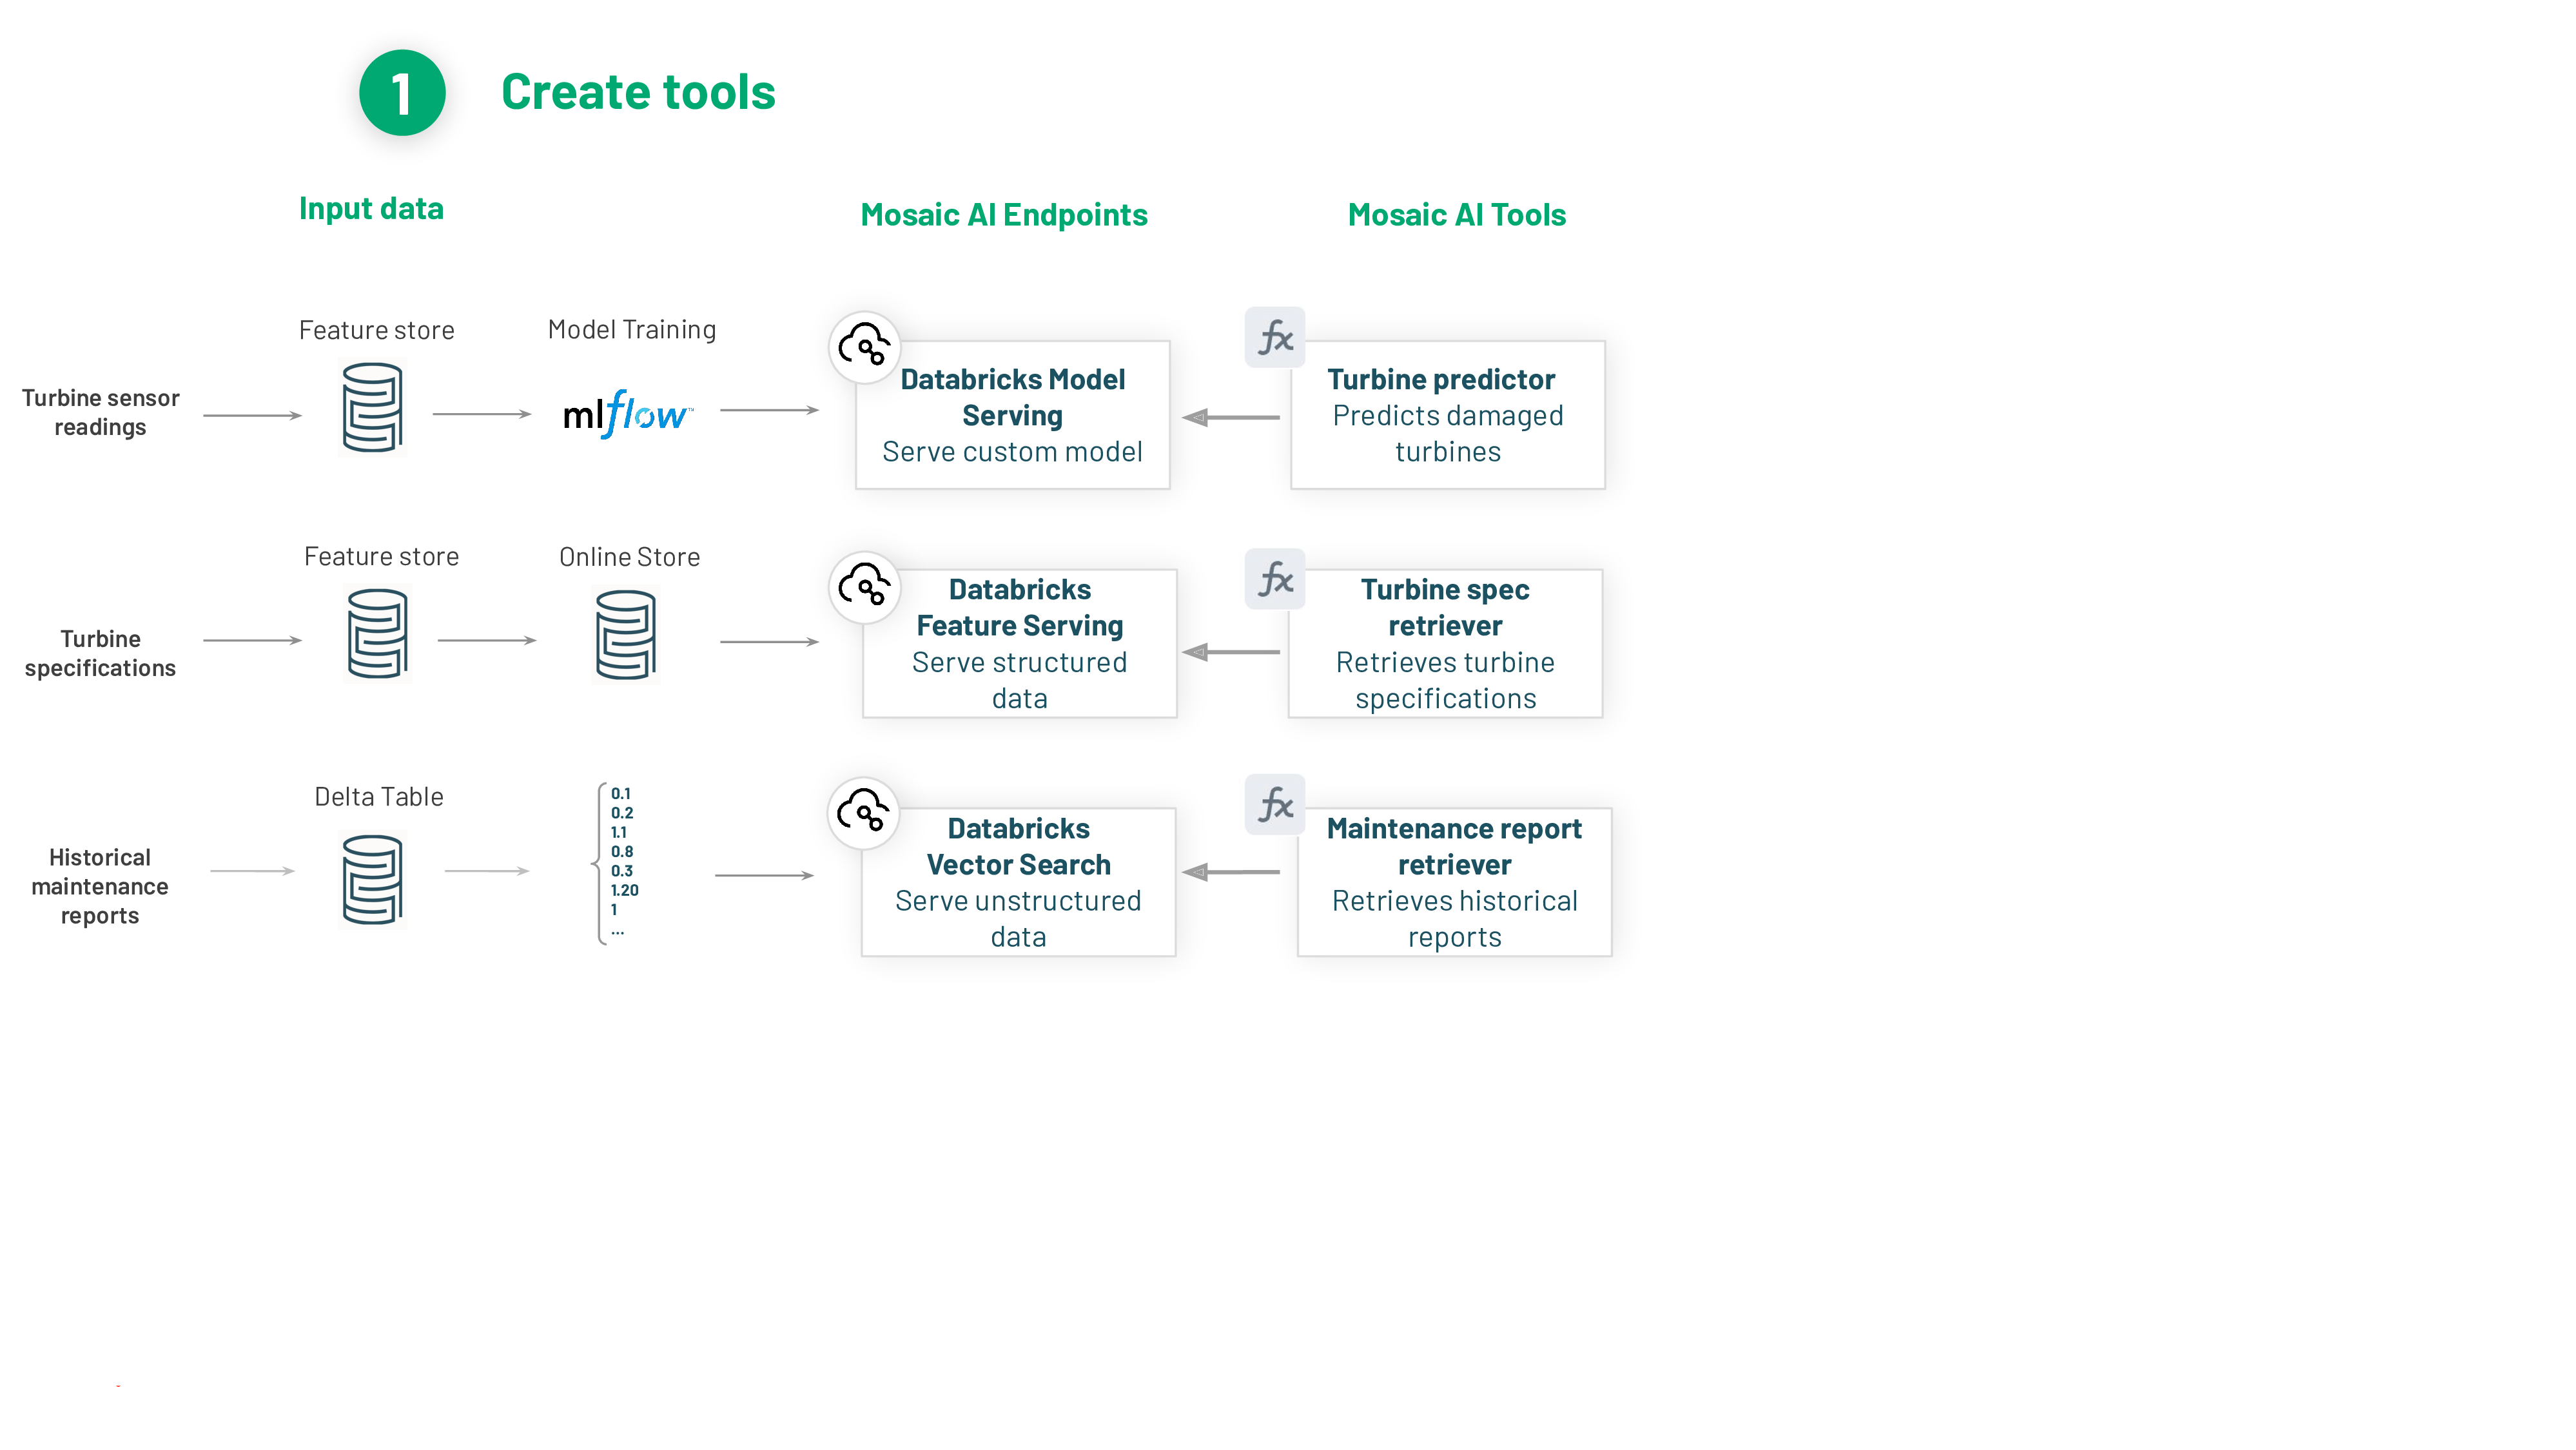 1
Create tools
Input data
Mosaic AI Endpoints
Mosaic AI Tools
Feature store
Model Training
Turbine sensor
readings
mlflow™
Databricks Model
Serving
Serve custom model
fx
Turbine predictor
Predicts damaged
turbines
Feature store
Online Store
Turbine
specifications
Databricks
Feature Serving
Serve structured
data
fx
Turbine spec
retriever
Retrieves turbine
specifications
Delta Table
Historical
maintenance
reports
0.1
0.2
1.1
0.8
0.3
1.20
1
...
Databricks
Vector Search
Serve unstructured
data
fx
Maintenance report
retriever
Retrieves historical
reports